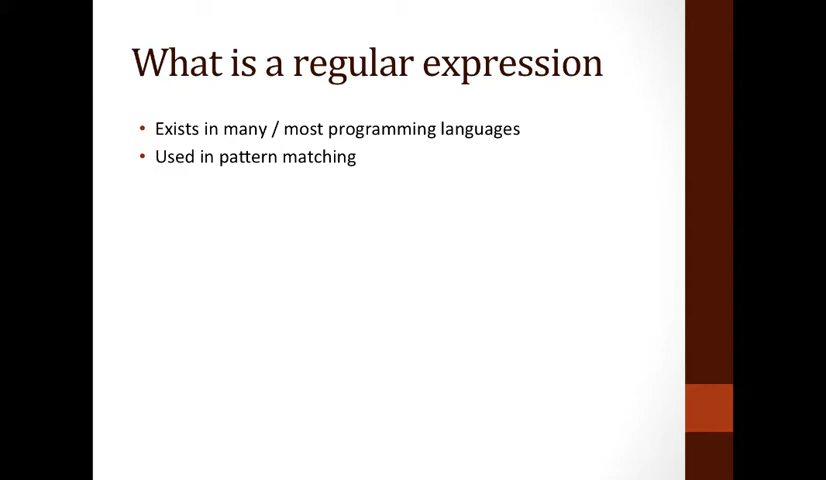 What is a regular expression
• Exists in many / most programming languages
• Used in pattern matching